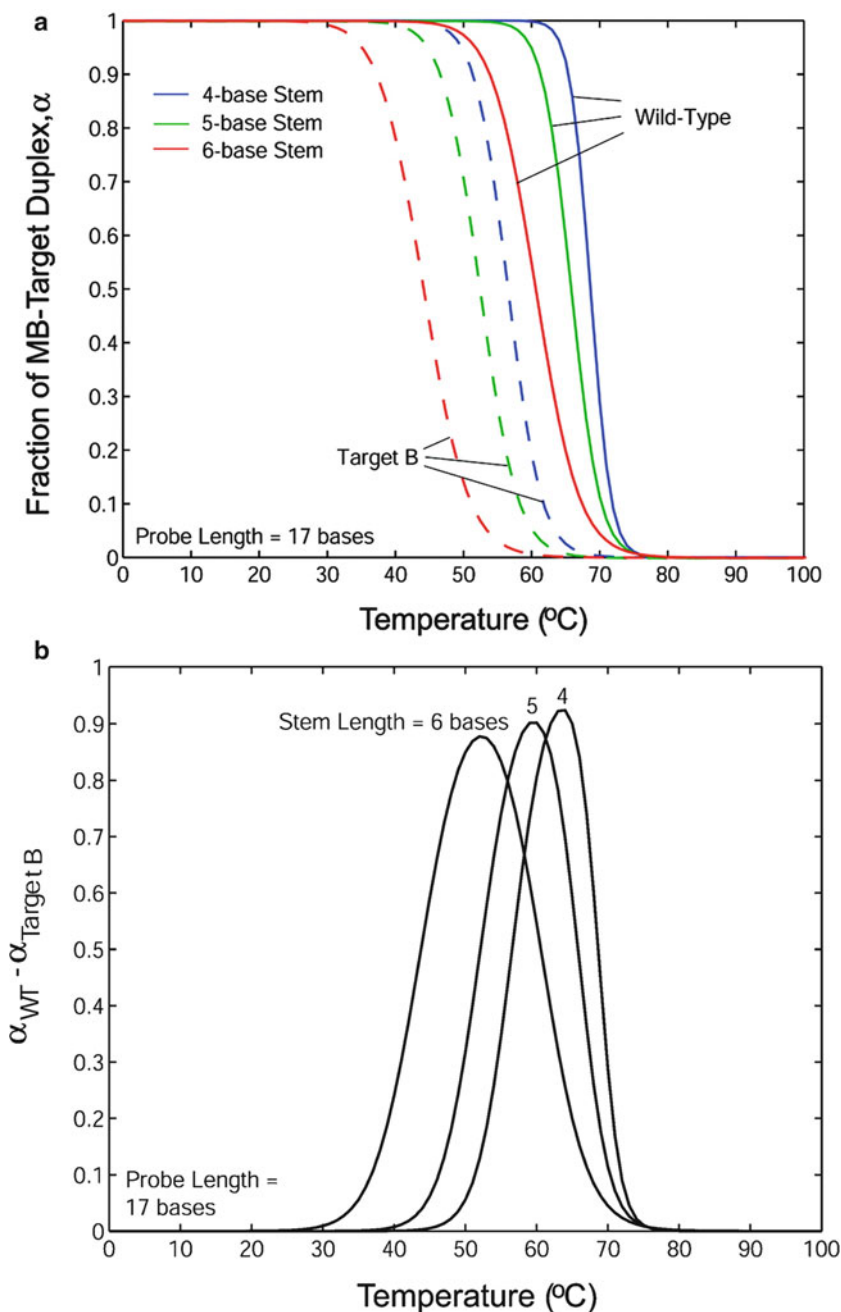 a
1
0.9
0.8
0.7
0.6
0.5
0.4
0.3
0.2
0.1
0
Fraction of MB-Target Duplex,α
4-base Stem
5-base Stem
6-base Stem
Wild-Type
Target B
Probe Length = 17 bases
0 10 20 30 40 50 60 70 80 90 100
Temperature (ºC)
b
1
0.9
0.8
0.7
0.6
0.5
0.4
0.3
0.2
0.1
0
αWT - αTarget B
Stem Length = 6 bases
5
4
Probe Length =
17 bases
0 10 20 30 40 50 60 70 80 90 100
Temperature (ºC)